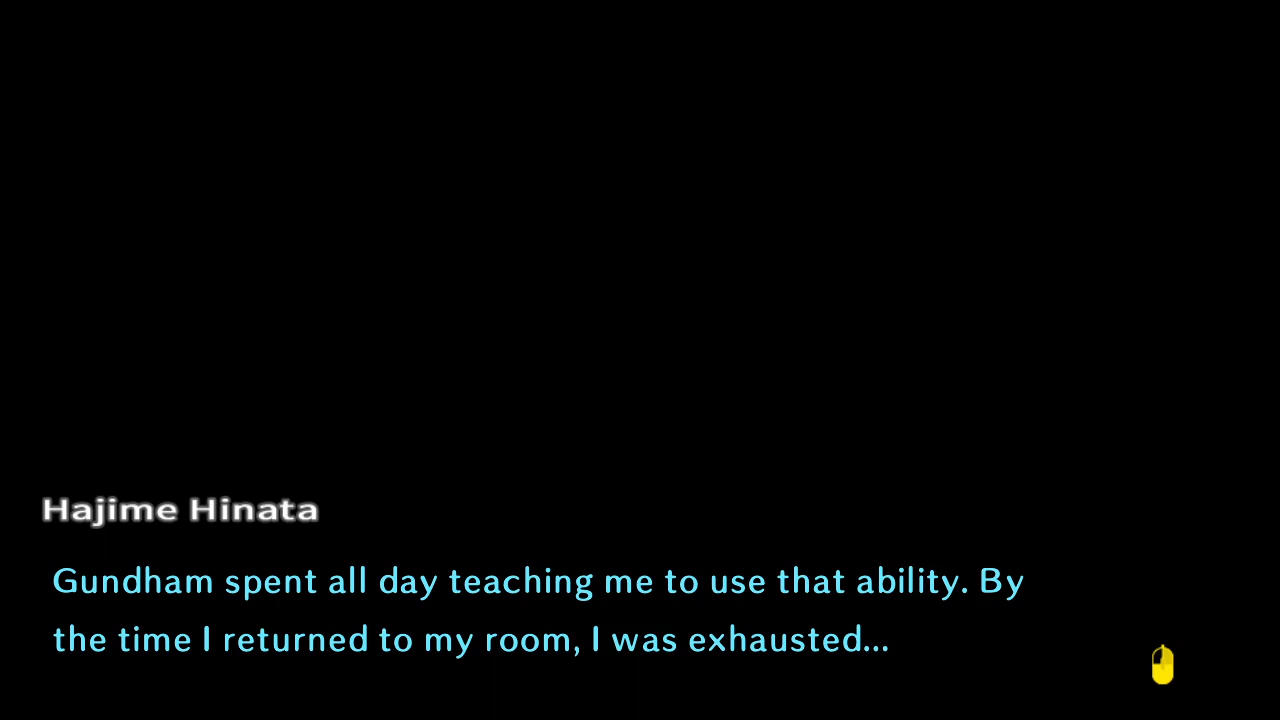 Hajime Hinata
Gundham spent all day teaching me to use that ability. By
the time I returned to my room, I was exhausted...